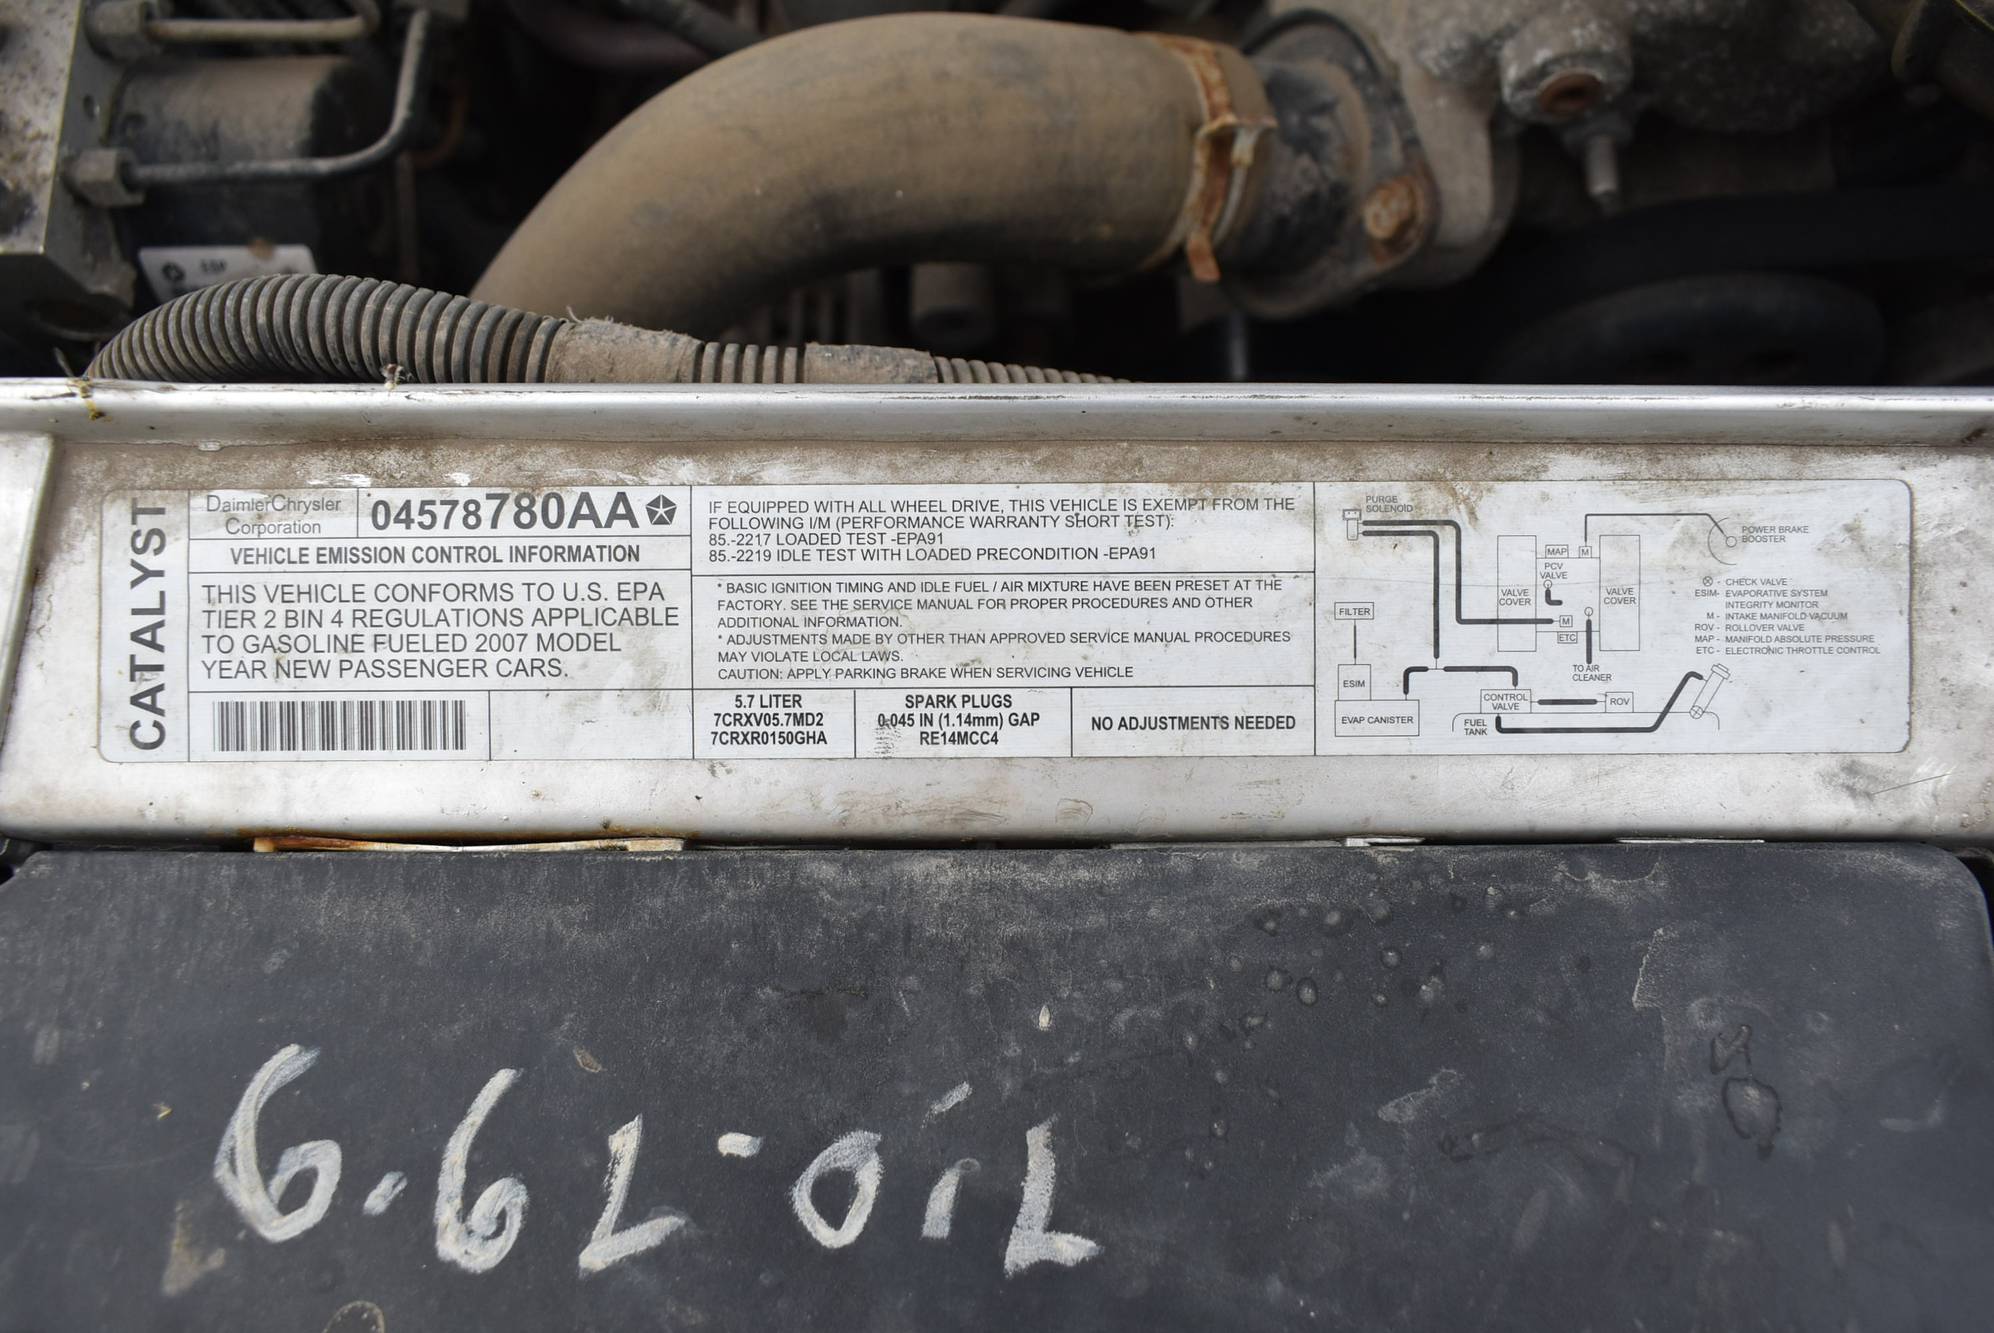 CATALYST
DaimlerChrysler
Corporation
04578780AA
VEHICLE EMISSION CONTROL INFORMATION
THIS VEHICLE CONFORMS TO U.S. EPA
TIER 2 BIN 4 REGULATIONS APPLICABLE
TO GASOLINE FUELED 2007 MODEL
YEAR NEW PASSENGER CARS.
IF EQUIPPED WITH ALL WHEEL DRIVE, THIS VEHICLE IS EXEMPT FROM THE
FOLLOWING I/M (PERFORMANCE WARRANTY SHORT TEST):
85.-2217 LOADED TEST -EPA91
85.-2219 IDLE TEST WITH LOADED PRECONDITION -EPA91
* BASIC IGNITION TIMING AND IDLE FUEL / AIR MIXTURE HAVE BEEN PRESET AT THE
FACTORY. SEE THE SERVICE MANUAL FOR PROPER PROCEDURES AND OTHER
ADDITIONAL INFORMATION.
* ADJUSTMENTS MADE BY OTHER THAN APPROVED SERVICE MANUAL PROCEDURES
MAY VIOLATE LOCAL LAWS.
CAUTION: APPLY PARKING BRAKE WHEN SERVICING VEHICLE
5.7 LITER
7CRXV05.7MD2
7CRXR0150GHA
SPARK PLUGS
0.045 IN (1.14mm) GAP
RE14MCC4
NO ADJUSTMENTS NEEDED
PURGE
SOLENOID
FILTER
ESIM
EVAP CANISTER
VALVE
COVER
MAP
M
PCV
VALVE
M
ETC
VALVE
COVER
TO AIR
CLEANER
CONTROL
VALVE
ROV
FUEL
TANK
POWER BRAKE
BOOSTER
⊗ - CHECK VALVE
ESIM- EVAPORATIVE SYSTEM
INTEGRITY MONITOR
M - INTAKE MANIFOLD VACUUM
ROV - ROLLOVER VALVE
MAP - MANIFOLD ABSOLUTE PRESSURE
ETC - ELECTRONIC THROTTLE CONTROL